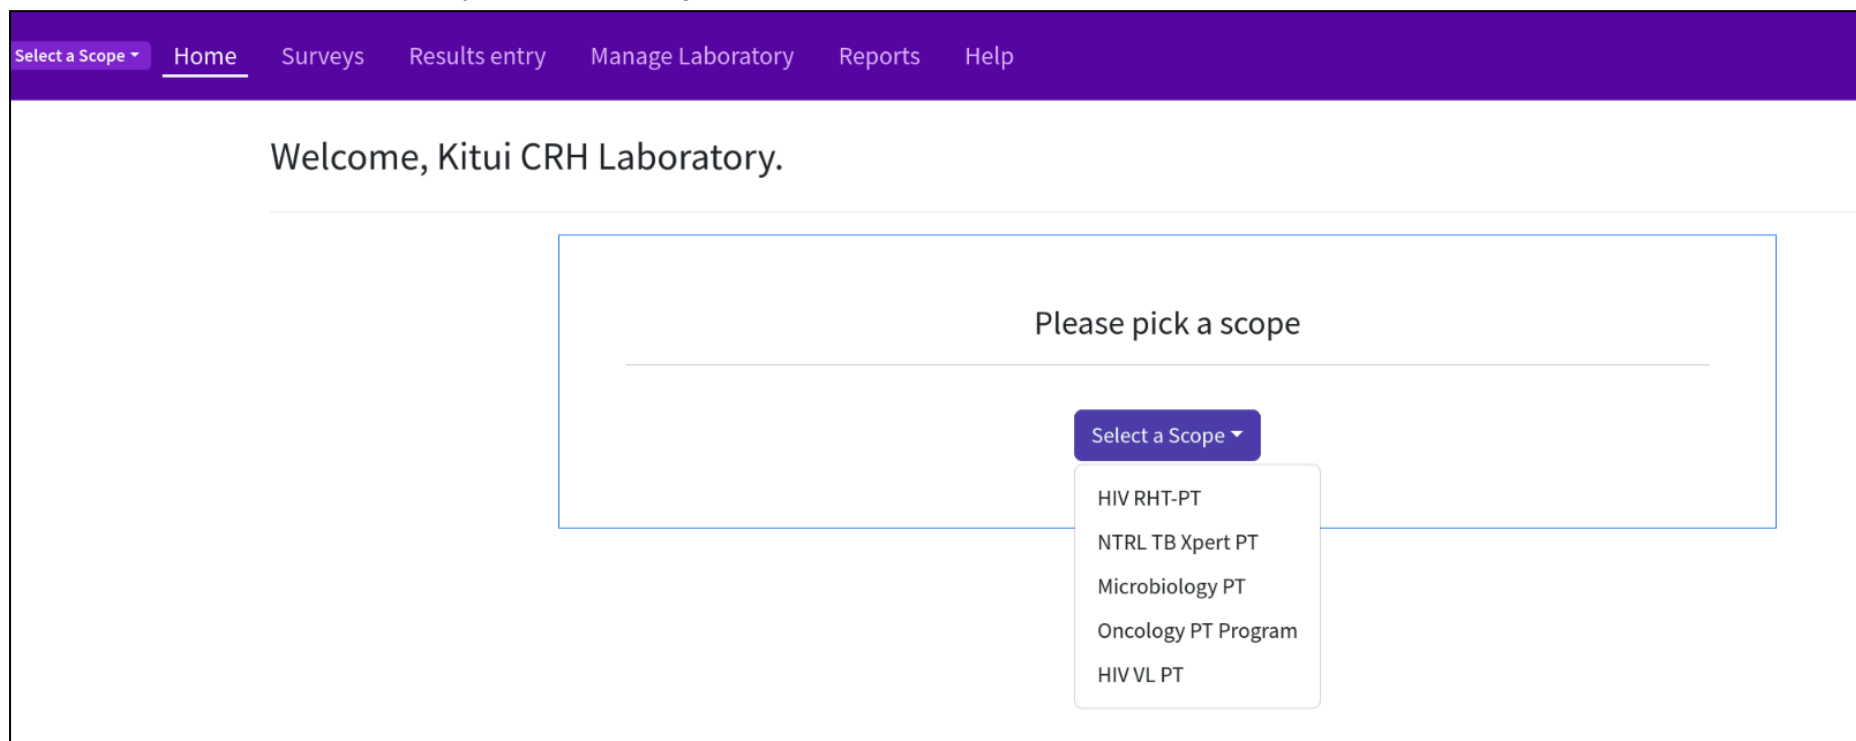 Select a Scope Home Surveys Results entry Manage Laboratory Reports Help
Welcome, Kitui CRH Laboratory.
Please pick a scope
Select a Scope
HIV RHT-PT
NTRL TB Xpert PT
Microbiology PT
Oncology PT Program
HIV VL PT